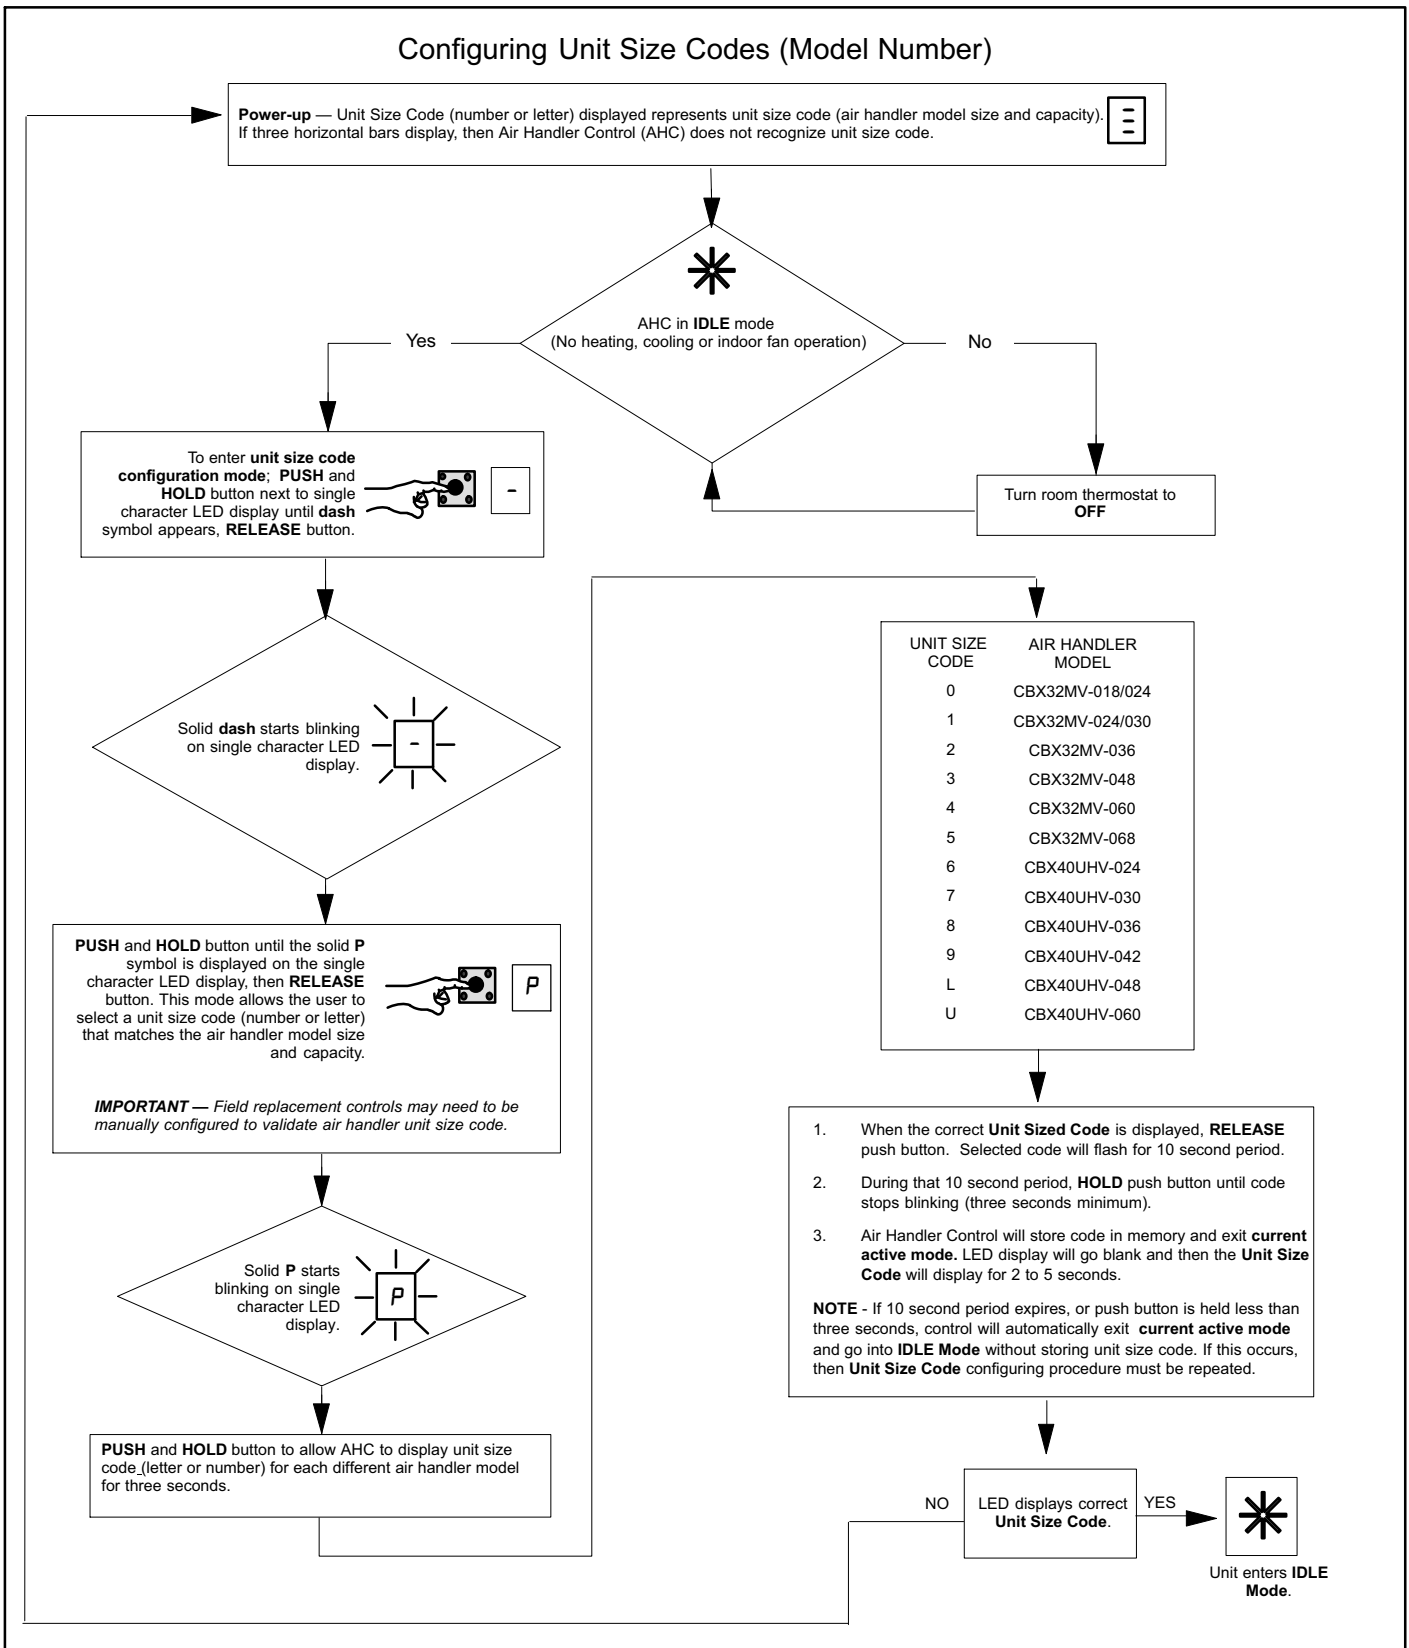 Configuring Unit Size Codes (Model Number)
Power-up — Unit Size Code (number or letter) displayed represents unit size code (air handler model size and capacity).
If three horizontal bars display, then Air Handler Control (AHC) does not recognize unit size code.
AHC in IDLE mode
(No heating, cooling or indoor fan operation)
Yes
No
To enter unit size code
configuration mode; PUSH and
HOLD button next to single
character LED display until dash
symbol appears, RELEASE button.
-
Turn room thermostat to
OFF
Solid dash starts blinking
on single character LED
display.
-
PUSH and HOLD button until the solid P
symbol is displayed on the single
character LED display, then RELEASE
button. This mode allows the user to
select a unit size code (number or letter)
that matches the air handler model size
and capacity.
P
IMPORTANT — Field replacement controls may need to be
manually configured to validate air handler unit size code.
Solid P starts
blinking on single
character LED
display.
P
PUSH and HOLD button to allow AHC to display unit size
code (letter or number) for each different air handler model
for three seconds.
UNIT SIZE CODE AIR HANDLER MODEL
0 CBX32MV-018/024
1 CBX32MV-024/030
2 CBX32MV-036
3 CBX32MV-048
4 CBX32MV-060
5 CBX32MV-068
6 CBX40UHV-024
7 CBX40UHV-030
8 CBX40UHV-036
9 CBX40UHV-042
L CBX40UHV-048
U CBX40UHV-060
1. When the correct Unit Sized Code is displayed, RELEASE
push button. Selected code will flash for 10 second period.
2. During that 10 second period, HOLD push button until code
stops blinking (three seconds minimum).
3. Air Handler Control will store code in memory and exit current
active mode. LED display will go blank and then the Unit Size
Code will display for 2 to 5 seconds.
NOTE - If 10 second period expires, or push button is held less than
three seconds, control will automatically exit current active mode
and go into IDLE Mode without storing unit size code. If this occurs,
then Unit Size Code configuring procedure must be repeated.
NO
LED displays correct
Unit Size Code.
YES
Unit enters IDLE
Mode.